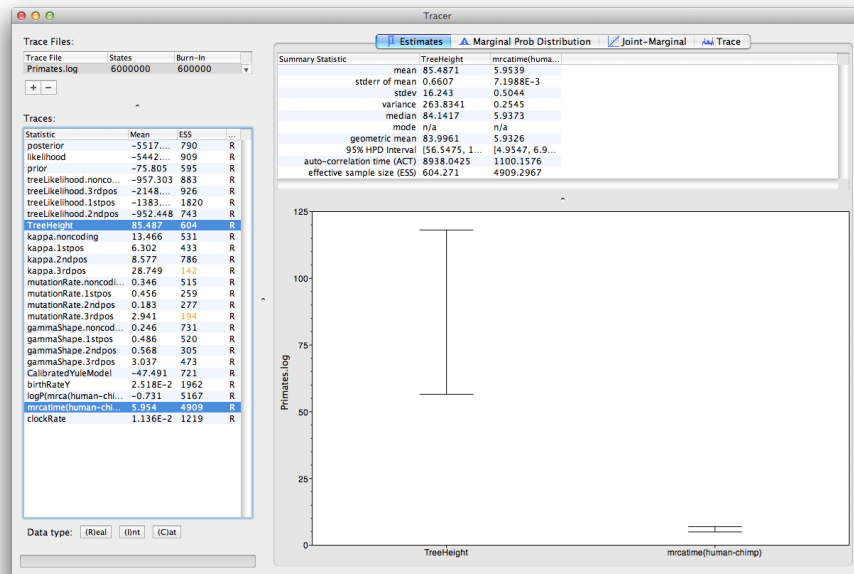 Tracer
Trace Files:
Trace File States Burn-In
Primates.log 6000000 600000
+ −
Traces:
Statistic Mean ESS ...
posterior -5517.... 790 R
likelihood -5442.... 909 R
prior -75.805 595 R
treeLikelihood.nonco... -957.303 883 R
treeLikelihood.3rdpos -2148.... 926 R
treeLikelihood.1stpos -1383.... 1820 R
treeLikelihood.2ndpos -952.448 743 R
TreeHeight 85.487 604 R
kappa.noncoding 13.466 531 R
kappa.1stpos 6.302 433 R
kappa.2ndpos 8.577 786 R
kappa.3rdpos 28.749 142 R
mutationRate.noncodi... 0.346 515 R
mutationRate.1stpos 0.456 259 R
mutationRate.2ndpos 0.183 277 R
mutationRate.3rdpos 2.941 194 R
gammaShape.noncod... 0.246 731 R
gammaShape.1stpos 0.486 520 R
gammaShape.2ndpos 0.568 305 R
gammaShape.3rdpos 3.037 473 R
CalibratedYuleModel -47.491 721 R
birthRateY 2.518E-2 1962 R
logP(mrca(human-chi... -0.731 5167 R
mrcatime(human-chi... 5.954 4909 R
clockRate 1.136E-2 1219 R
Data type: (R)eal (I)nt (C)at
Estimates Marginal Prob Distribution Joint-Marginal Trace
Summary Statistic TreeHeight mrcatime(huma...
mean 85.4871 5.9539
stderr of mean 0.6607 7.1988E-3
stdev 16.243 0.5044
variance 263.8341 0.2545
median 84.1417 5.9373
mode n/a n/a
geometric mean 83.9961 5.9326
95% HPD Interval [56.5475, 1... [4.9547, 6.9...
auto-correlation time (ACT) 8938.0425 1100.1576
effective sample size (ESS) 604.271 4909.2967
125
100
75
50
25
0
Primates.log
TreeHeight mrcatime(human-chimp)